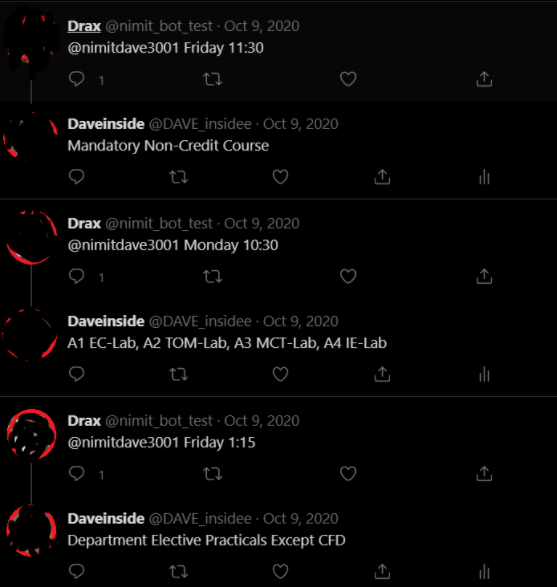 Drax @nimit_bot_test · Oct 9, 2020
@nimitdave3001 Friday 11:30
1
Daveinside @DAVE_insidee · Oct 9, 2020
Mandatory Non-Credit Course
Drax @nimit_bot_test · Oct 9, 2020
@nimitdave3001 Monday 10:30
1
Daveinside @DAVE_insidee · Oct 9, 2020
A1 EC-Lab, A2 TOM-Lab, A3 MCT-Lab, A4 IE-Lab
Drax @nimit_bot_test · Oct 9, 2020
@nimitdave3001 Friday 1:15
1
Daveinside @DAVE_insidee · Oct 9, 2020
Department Elective Practicals Except CFD